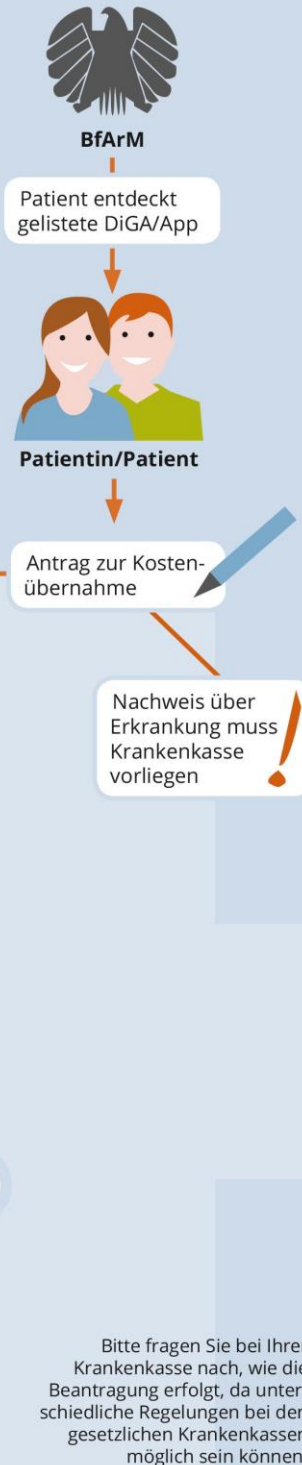 BfArM
Patient entdeckt
gelistete DiGA/App
Patientin/Patient
Antrag zur Kosten-
übernahme
Nachweis über
Erkrankung muss
Krankenkasse
vorliegen
!
Bitte fragen Sie bei Ihrer
Krankenkasse nach, wie die
Beantragung erfolgt, da unter-
schiedliche Regelungen bei den
gesetzlichen Krankenkassen
möglich sein können.